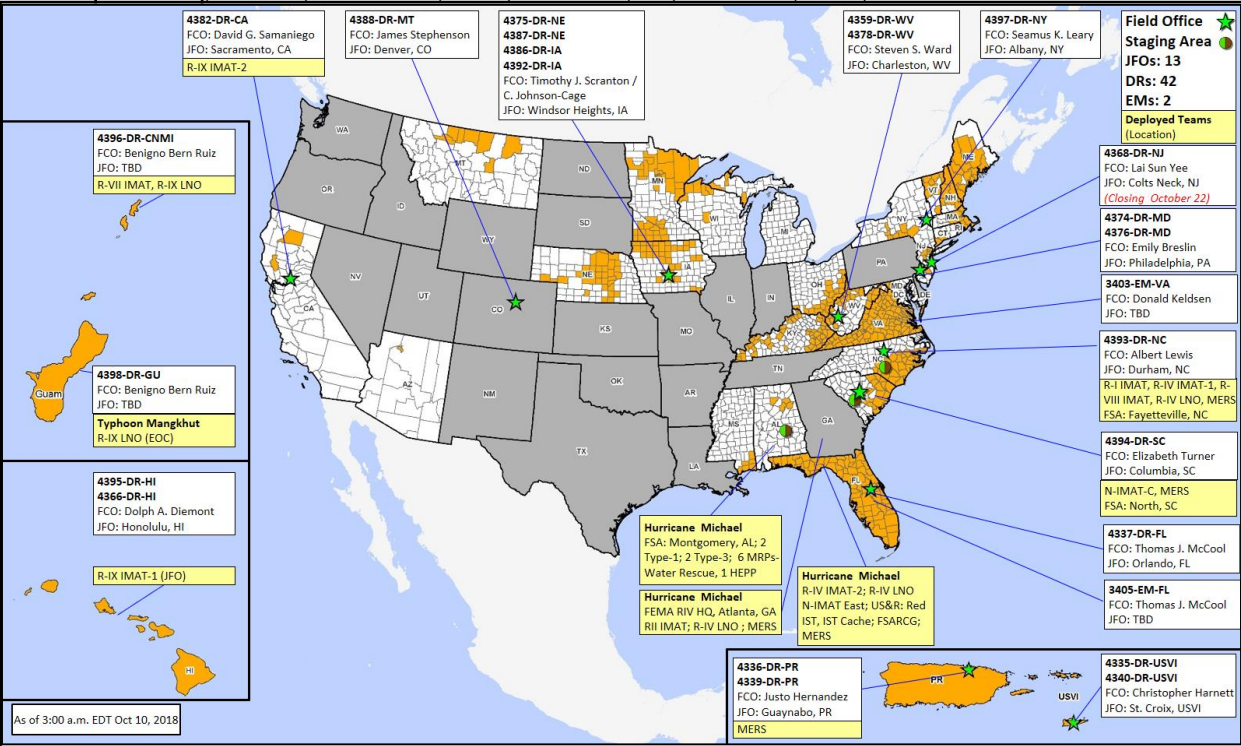 4382-DR-CA
FCO: David G. Samaniego
JFO: Sacramento, CA
R-IX IMAT-2
4388-DR-MT
FCO: James Stephenson
JFO: Denver, CO
4375-DR-NE
4387-DR-NE
4386-DR-IA
4392-DR-IA
FCO: Timothy J. Scranton /
C. Johnson-Cage
JFO: Windsor Heights, IA
4359-DR-WV
4378-DR-WV
FCO: Steven S. Ward
JFO: Charleston, WV
4397-DR-NY
FCO: Seamus K. Leary
JFO: Albany, NY
Field Office
Staging Area
JFOs: 13
DRs: 42
EMs: 2
Deployed Teams
(Location)
4396-DR-CNMI
FCO: Benigno Bern Ruiz
JFO: TBD
R-VII IMAT, R-IX LNO
4368-DR-NJ
FCO: Lai Sun Yee
JFO: Colts Neck, NJ
(Closing October 22)
4374-DR-MD
4376-DR-MD
FCO: Emily Breslin
JFO: Philadelphia, PA
3403-EM-VA
FCO: Donald Keldsen
JFO: TBD
4393-DR-NC
FCO: Albert Lewis
JFO: Durham, NC
R-I IMAT, R-IV IMAT-1, R-
VIII IMAT, R-IV LNO, MERS
FSA: Fayetteville, NC
4394-DR-SC
FCO: Elizabeth Turner
JFO: Columbia, SC
N-IMAT-C, MERS
FSA: North, SC
4337-DR-FL
FCO: Thomas J. McCool
JFO: Orlando, FL
3405-EM-FL
FCO: Thomas J. McCool
JFO: TBD
Guam
4398-DR-GU
FCO: Benigno Bern Ruiz
JFO: TBD
Typhoon Mangkhut
R-IX LNO (EOC)
4395-DR-HI
4366-DR-HI
FCO: Dolph A. Diemont
JFO: Honolulu, HI
R-IX IMAT-1 (JFO)
HI
WA
MT
ND
MN
ME
OR
ID
SD
WI
VT
NH
NY
MA
CT
RI
WY
MI
NE
IA
PA
NJ
NV
UT
CO
IL
IN
OH
MD
DC
DE
WV
CA
KS
MO
KY
VA
AZ
NM
OK
AR
TN
NC
TX
LA
MS
AL
GA
FL
Hurricane Michael
FSA: Montgomery, AL; 2
Type-1; 2 Type-3; 6 MRPs-
Water Rescue, 1 HEPP
Hurricane Michael
FEMA RIV HQ, Atlanta, GA
RII IMAT; R-IV LNO ; MERS
Hurricane Michael
R-IV IMAT-2; R-IV LNO
N-IMAT East; US&R: Red
IST, IST Cache; FSARCG;
MERS
4336-DR-PR
4339-DR-PR
FCO: Justo Hernandez
JFO: Guaynabo, PR
MERS
PR
USVI
4335-DR-USVI
4340-DR-USVI
FCO: Christopher Harnett
JFO: St. Croix, USVI
As of 3:00 a.m. EDT Oct 10, 2018